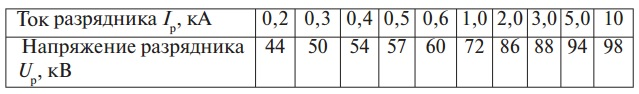 Ток разрядника Iр, кА 0,2 0,3 0,4 0,5 0,6 1,0 2,0 3,0 5,0 10
Напряжение разрядника 44 50 54 57 60 72 86 88 94 98
Uр, кВ